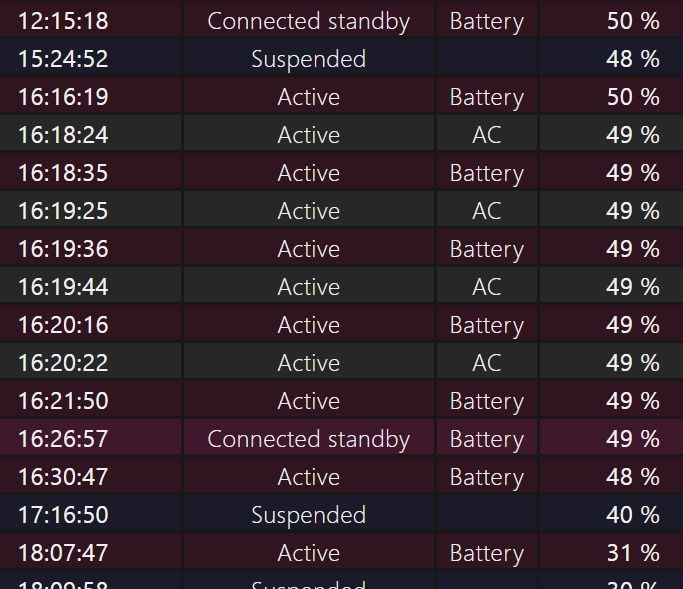 12:15:18 Connected standby Battery 50 %
15:24:52 Suspended 48 %
16:16:19 Active Battery 50 %
16:18:24 Active AC 49 %
16:18:35 Active Battery 49 %
16:19:25 Active AC 49 %
16:19:36 Active Battery 49 %
16:19:44 Active AC 49 %
16:20:16 Active Battery 49 %
16:20:22 Active AC 49 %
16:21:50 Active Battery 49 %
16:26:57 Connected standby Battery 49 %
16:30:47 Active Battery 48 %
17:16:50 Suspended 40 %
18:07:47 Active Battery 31 %
Suspended